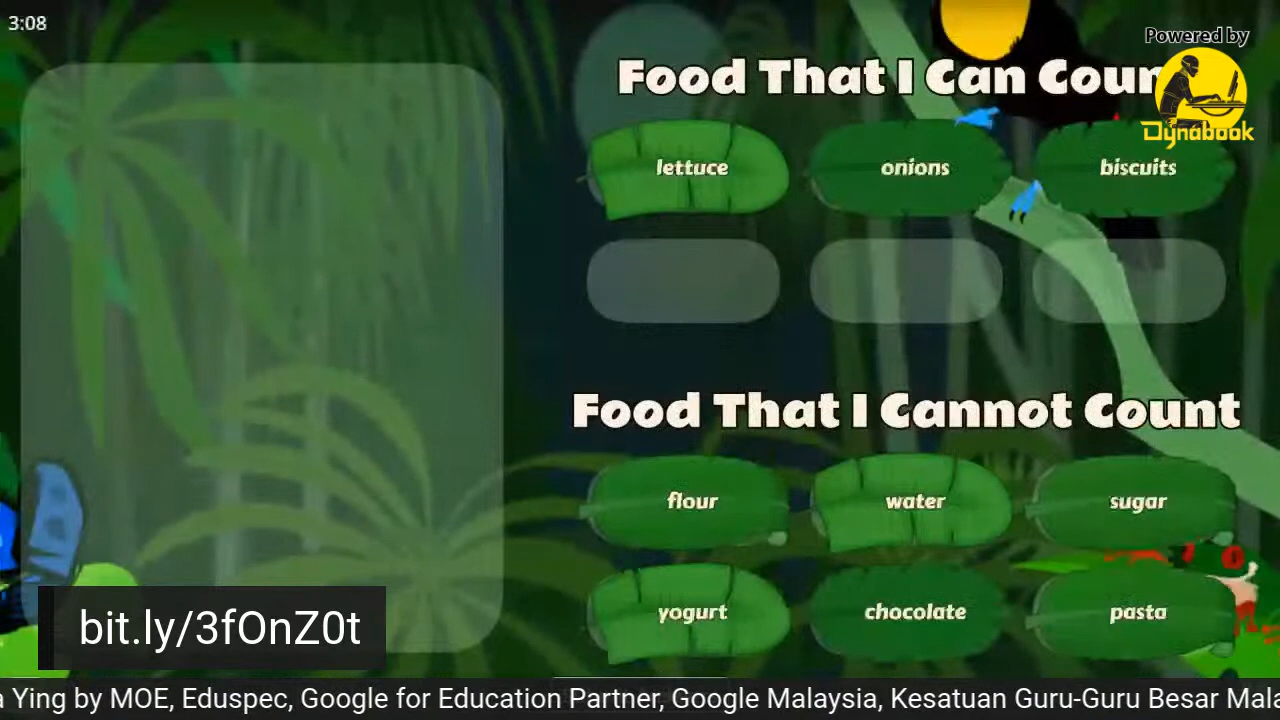 3:08
Powered by
Dynabook
Food That I Can Coun
lettuce
onions
biscuits
Food That I Cannot Count
flour
water
sugar
yogurt
chocolate
pasta
bit.ly/3fOnZ0t
a Ying by MOE, Eduspec, Google for Education Partner, Google Malaysia, Kesatuan Guru-Guru Besar Mala